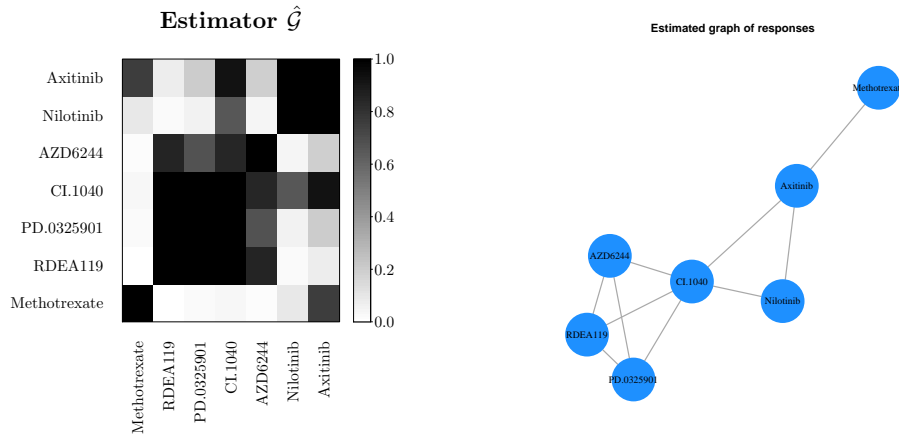 Estimator Ĝ
Axitinib
Nilotinib
AZD6244
CI.1040
PD.0325901
RDEA119
Methotrexate
1.0
0.8
0.6
0.4
0.2
0.0
Methotrexate
RDEA119
PD.0325901
CI.1040
AZD6244
Nilotinib
Axitinib
Estimated graph of responses
Methotrexate
Axitinib
AZD6244
CI.1040
Nilotinib
RDEA119
PD.0325901